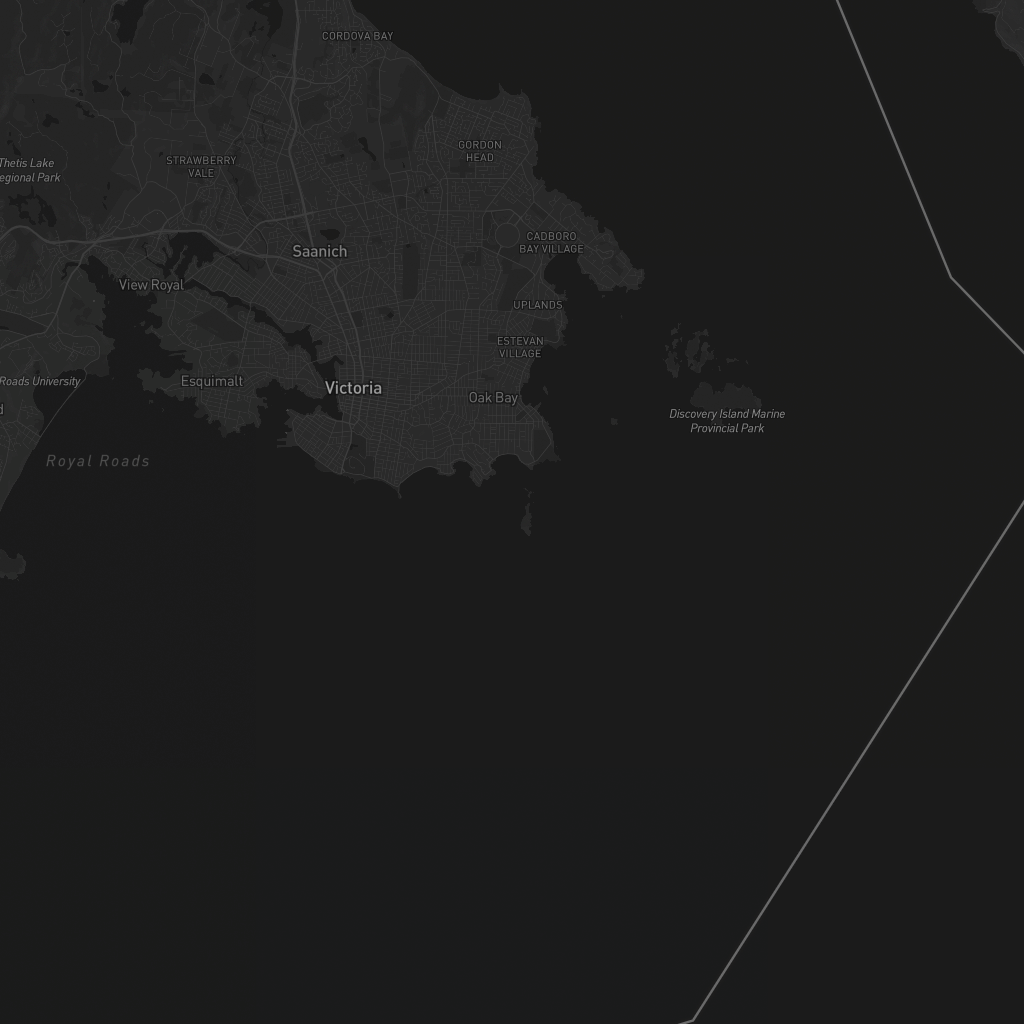 CORDOVA BAY
GORDON
HEAD
STRAWBERRY
VALE
Thetis Lake
egional Park
CADBORO
BAY VILLAGE
Saanich
View Royal
UPLANDS
ESTEVAN
VILLAGE
Roads University
Esquimalt
Victoria
Oak Bay
d
Discovery Island Marine
Provincial Park
Royal Roads